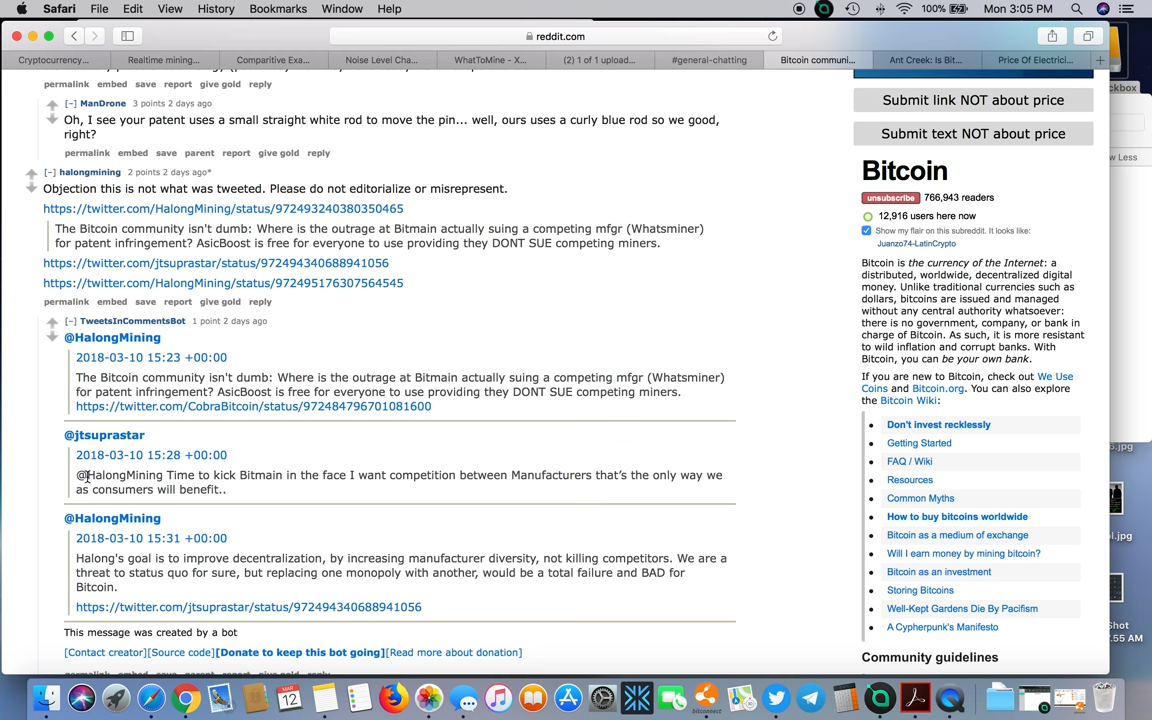 Safari File Edit View History Bookmarks Window Help
100% Mon 3:05 PM
reddit.com
Cryptocurrency... Realtime mining... Comparitive Exa... Noise Level Cha... WhatToMine - X... (2) 1 of 1 upload... #general-chatting Bitcoin communi... Ant Creek: Is Bit... Price Of Electrici...
permalink embed save report give gold reply
[–] ManDrone 3 points 2 days ago
Oh, I see your patent uses a small straight white rod to move the pin... well, ours uses a curly blue rod so we good,
right?
permalink embed save parent report give gold reply
[–] halongmining 2 points 2 days ago*
Objection this is not what was tweeted. Please do not editorialize or misrepresent.
https://twitter.com/HalongMining/status/972493240380350465
The Bitcoin community isn't dumb: Where is the outrage at Bitmain actually suing a competing mfgr (Whatsminer)
for patent infringement? AsicBoost is free for everyone to use providing they DONT SUE competing miners.
https://twitter.com/jtsuprastar/status/972494340688941056
https://twitter.com/HalongMining/status/972495176307564545
permalink embed save report give gold reply
[–] TweetsInCommentsBot 1 point 2 days ago
@HalongMining
2018-03-10 15:23 +00:00
The Bitcoin community isn't dumb: Where is the outrage at Bitmain actually suing a competing mfgr (Whatsminer)
for patent infringement? AsicBoost is free for everyone to use providing they DONT SUE competing miners.
https://twitter.com/CobraBitcoin/status/972484796701081600
@jtsuprastar
2018-03-10 15:28 +00:00
@HalongMining Time to kick Bitmain in the face I want competition between Manufacturers that's the only way we
as consumers will benefit..
@HalongMining
2018-03-10 15:31 +00:00
Halong's goal is to improve decentralization, by increasing manufacturer diversity, not killing competitors. We are a
threat to status quo for sure, but replacing one monopoly with another, would be a total failure and BAD for
Bitcoin.
https://twitter.com/jtsuprastar/status/972494340688941056
This message was created by a bot
[Contact creator][Source code][Donate to keep this bot going][Read more about donation]
Submit link NOT about price
Submit text NOT about price
Bitcoin
unsubscribe 766,943 readers
12,916 users here now
Show my flair on this subreddit. It looks like:
Juanzo74-LatinCrypto
Bitcoin is the currency of the Internet: a
distributed, worldwide, decentralized digital
money. Unlike traditional currencies such as
dollars, bitcoins are issued and managed
without any central authority whatsoever:
there is no government, company, or bank in
charge of Bitcoin. As such, it is more resistant
to wild inflation and corrupt banks. With
Bitcoin, you can be your own bank.
If you are new to Bitcoin, check out We Use
Coins and Bitcoin.org. You can also explore
the Bitcoin Wiki:
Don't invest recklessly
Getting Started
FAQ / Wiki
Resources
Common Myths
How to buy bitcoins worldwide
Bitcoin as a medium of exchange
Will I earn money by mining bitcoin?
Bitcoin as an investment
Storing Bitcoins
Well-Kept Gardens Die By Pacifism
A Cypherpunk's Manifesto
Community guidelines
ckbox
w Less
.jpg
l.jpg
Shot
.55 AM
MAR
12
bitconnect